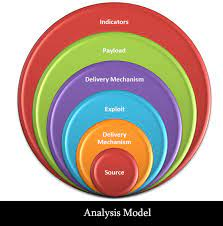 Indicators
Payload
Delivery Mechanism
Exploit
Delivery
Mechanism
Source
Analysis Model